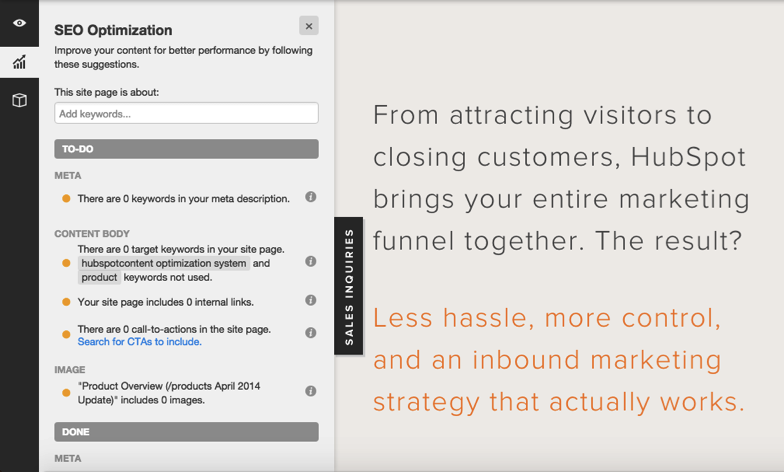 SEO Optimization
×
Improve your content for better performance by following
these suggestions.
This site page is about:
Add keywords...
TO-DO
META
There are 0 keywords in your meta description.
CONTENT BODY
There are 0 target keywords in your site page.
hubspotcontent optimization system and
product keywords not used.
Your site page includes 0 internal links.
There are 0 call-to-actions in the site page.
Search for CTAs to include.
IMAGE
"Product Overview (/products April 2014
Update)" includes 0 images.
DONE
META
SALES INQUIRIES
From attracting visitors to
closing customers, HubSpot
brings your entire marketing
funnel together. The result?
Less hassle, more control,
and an inbound marketing
strategy that actually works.